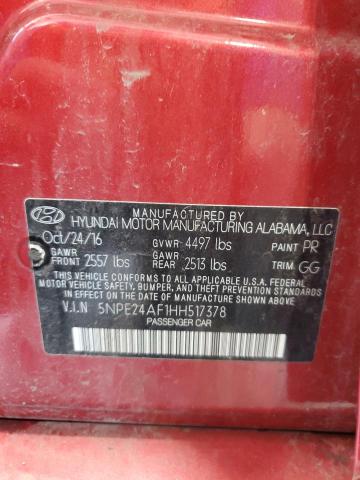 MANUFACTURED BY
HYUNDAI MOTOR MANUFACTURING ALABAMA, LLC
Oct/24/16 GVWR 4497 lbs PAINT PR
GAWR FRONT 2557 lbs GAWR REAR 2513 lbs TRIM GG
THIS VEHICLE CONFORMS TO ALL APPLICABLE U.S. FEDERAL
MOTOR VEHICLE SAFETY, BUMPER, AND THEFT PREVENTION
STANDARDS IN EFFECT ON THE DATE OF MANUFACTURE SHOWN ABOVE.
V.I.N 5NPE24AF1HH517378
PASSENGER CAR